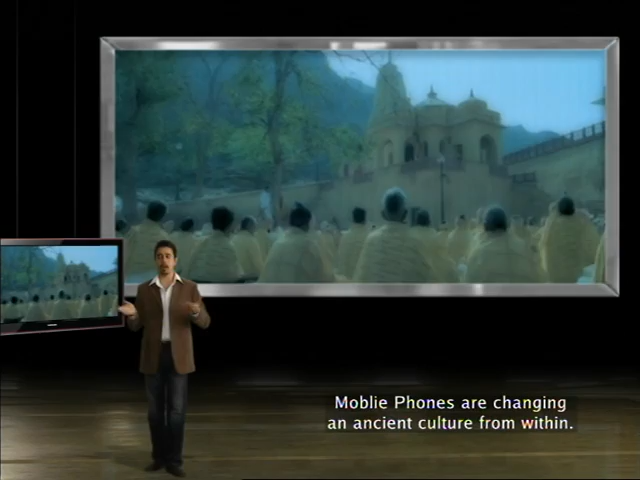 Moblie Phones are changing
an ancient culture from within.